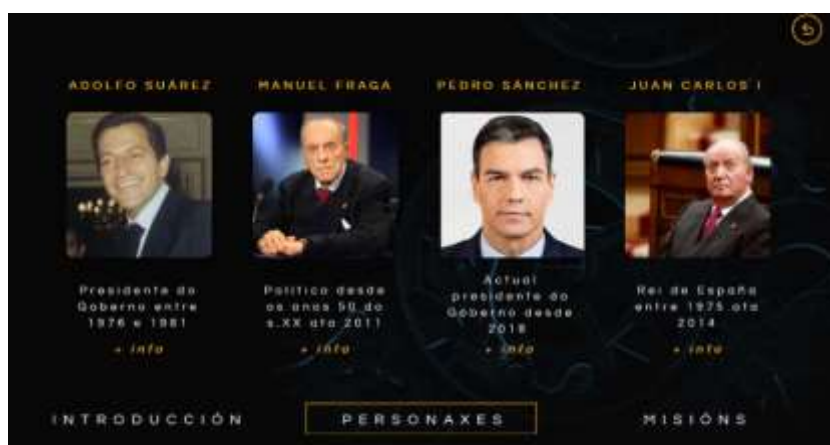 ADOLFO SUÁREZ
MANUEL FRAGA
PEDRO SÁNCHEZ
JUAN CARLOS I
Presidente do
Goberno entre
1976 e 1981
+ info
Político desde
os anos 50 do
s.XX ata 2011
+ info
Actual
presidente do
Goberno desde
2018
+ info
Rei de España
entre 1975 ata
2014
+ info
INTRODUCCIÓN
PERSONAXES
MISIÓNS